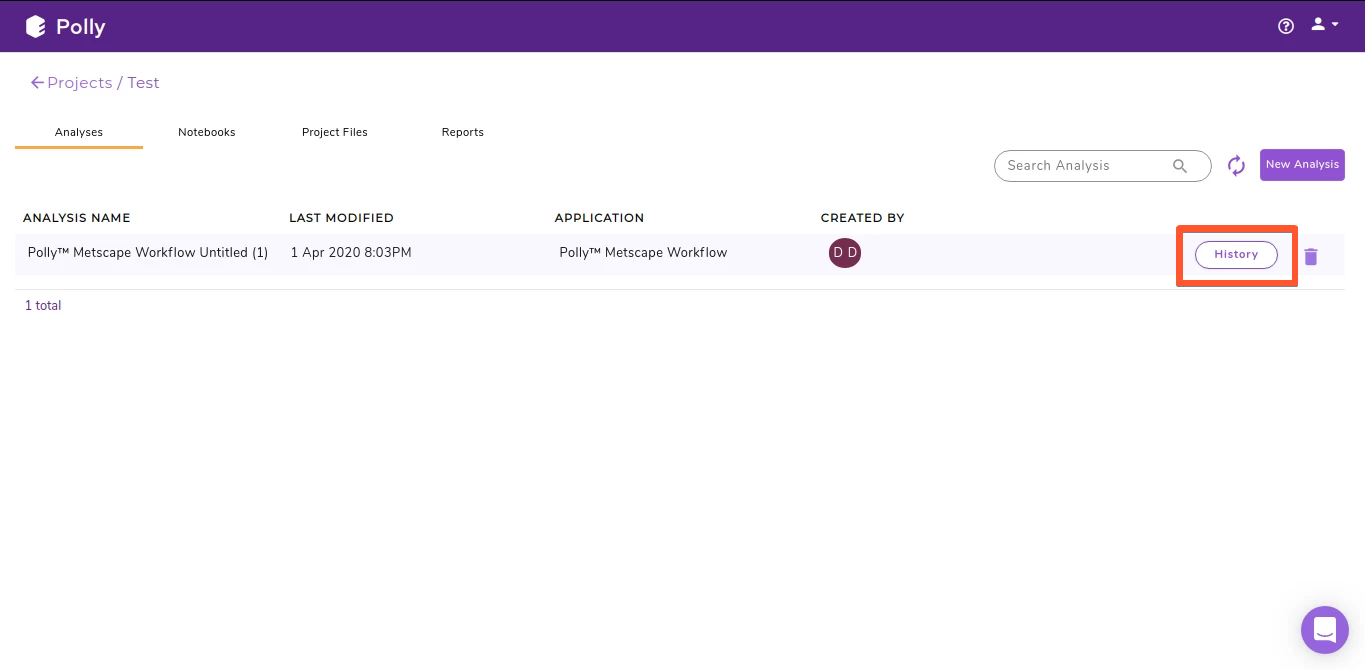 Polly
Projects / Test
Analyses Notebooks Project Files Reports
Search Analysis New Analysis
ANALYSIS NAME LAST MODIFIED APPLICATION CREATED BY
Polly™ Metscape Workflow Untitled (1) 1 Apr 2020 8:03PM Polly™ Metscape Workflow D D History
1 total